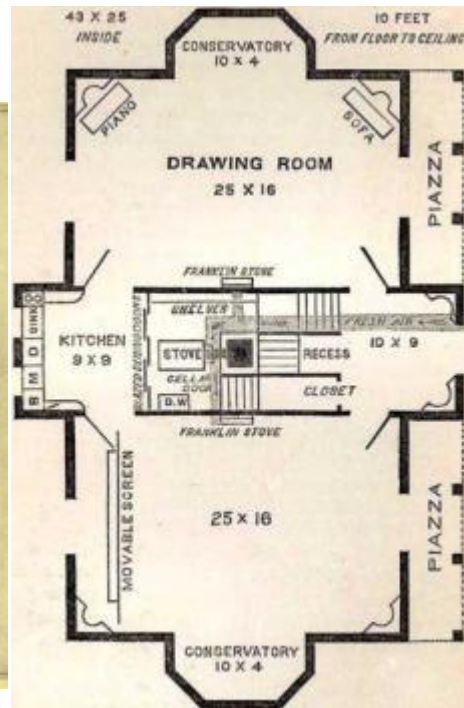 43 X 25
INSIDE
10 FEET
FROM FLOOR TO CEILING
CONSERVATORY
10 X 4
PIANO
SOFA
DRAWING ROOM
25 X 16
PIAZZA
FRANKLIN STOVE
SHELVES
FRESH AIR
KITCHEN
9 X 9
SINK
D
M
B
STOVE
RECESS
10 X 9
CELLAR
DOOR
CLOSET
D.W
FRANKLIN STOVE
MOVABLE SCREEN
25 X 16
PIAZZA
CONSERVATORY
10 X 4